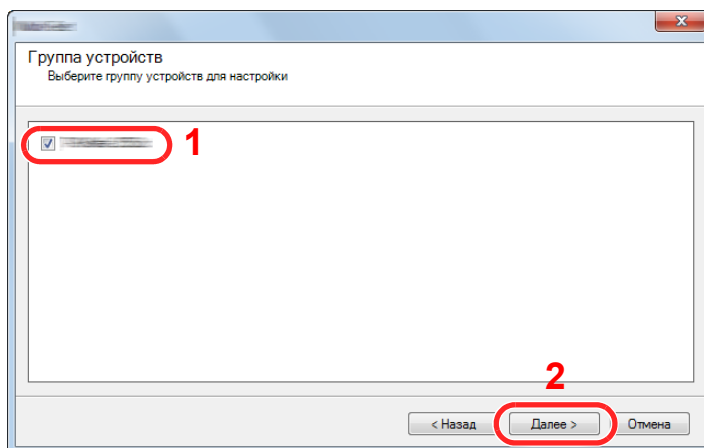 Группа устройств
Выберите группу устройств для настройки
1
2
< Назад Далее > Отмена